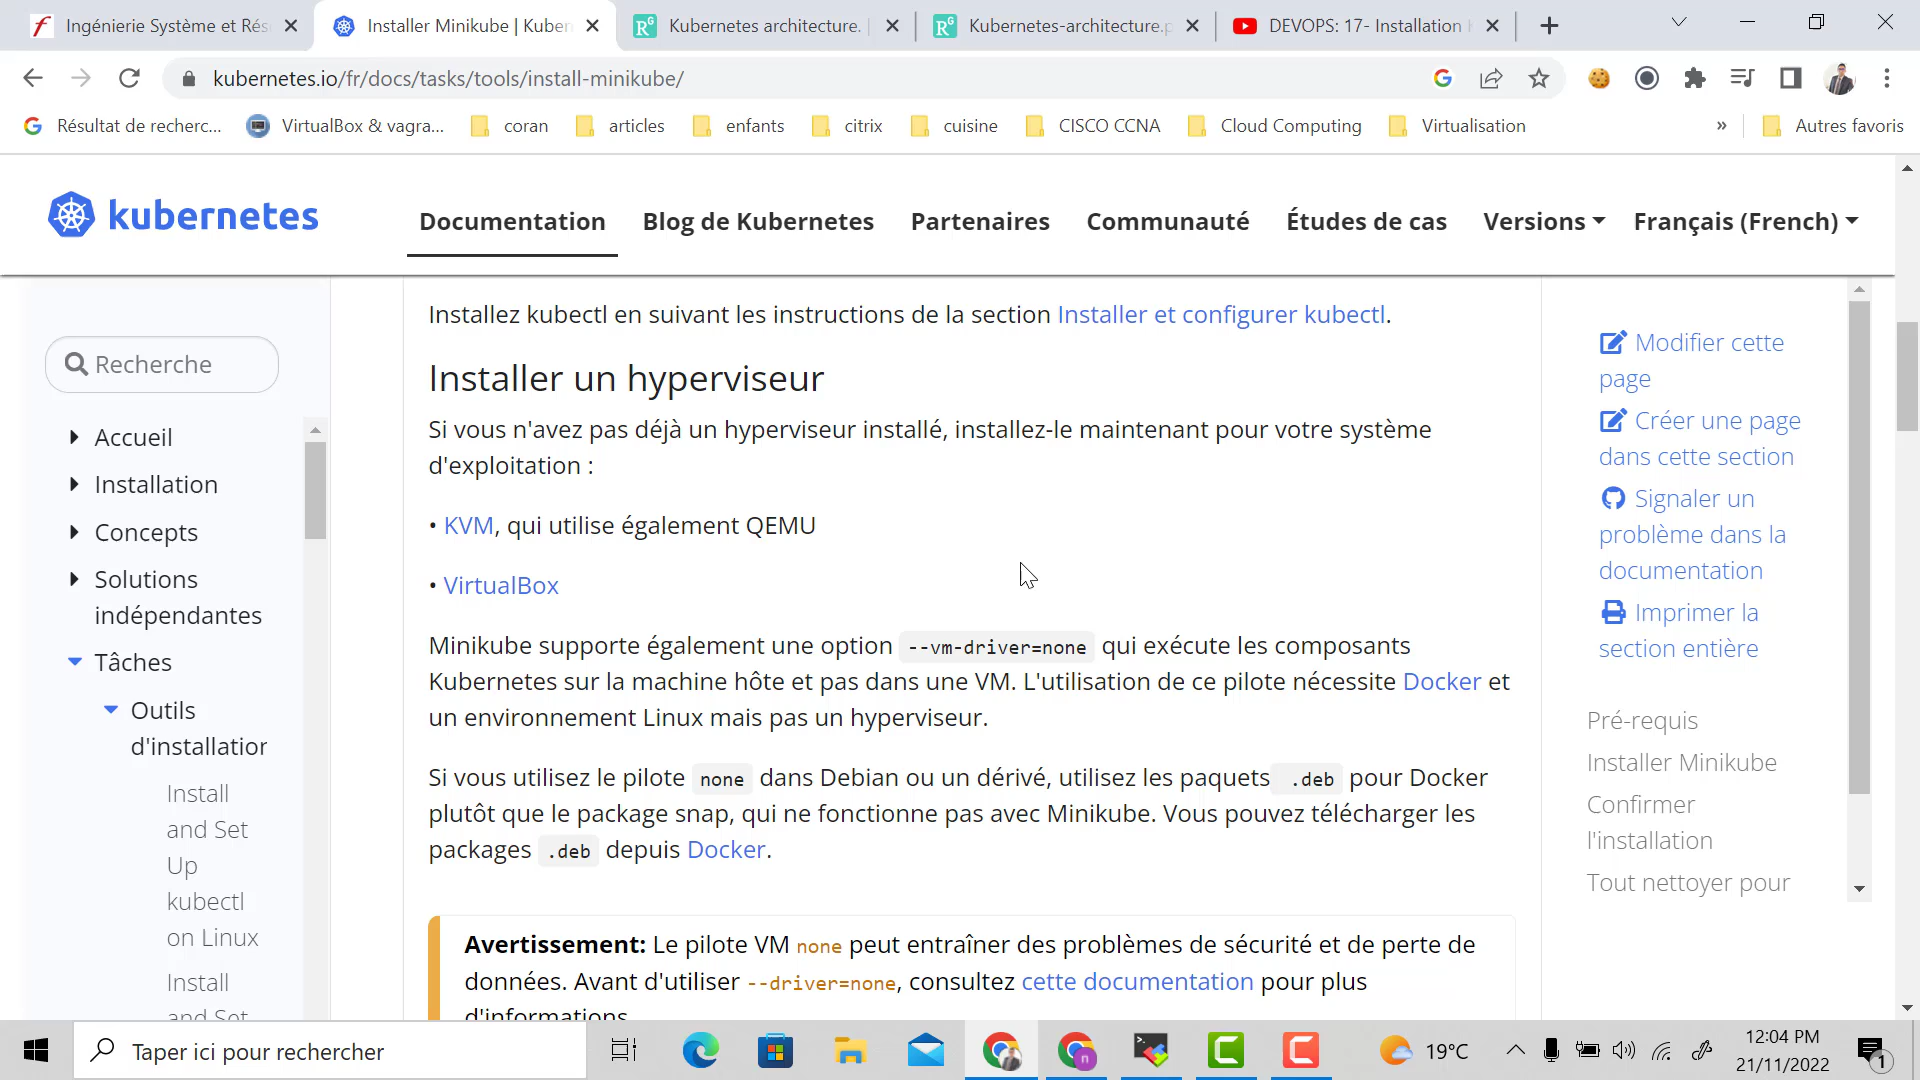 Ingénierie Système et Rés
Installer Minikube | Kuber
Kubernetes architecture. |
Kubernetes-architecture.p
DEVOPS: 17- Installation
kubernetes.io/fr/docs/tasks/tools/install-minikube/
Résultat de recherc...
VirtualBox & vagra...
coran
articles
enfants
citrix
cuisine
CISCO CCNA
Cloud Computing
Virtualisation
»
Autres favoris
kubernetes
Documentation
Blog de Kubernetes
Partenaires
Communauté
Études de cas
Versions
Français (French)
Recherche
Accueil
Installation
Concepts
Solutions
indépendantes
Tâches
Outils
d'installation
Install
and Set
Up
kubectl
on Linux
Install
and Set
Installez kubectl en suivant les instructions de la section Installer et configurer kubectl.
Installer un hyperviseur
Si vous n'avez pas déjà un hyperviseur installé, installez-le maintenant pour votre système
d'exploitation :
• KVM, qui utilise également QEMU
• VirtualBox
Minikube supporte également une option --vm-driver=none qui exécute les composants
Kubernetes sur la machine hôte et pas dans une VM. L'utilisation de ce pilote nécessite Docker et
un environnement Linux mais pas un hyperviseur.
Si vous utilisez le pilote none dans Debian ou un dérivé, utilisez les paquets .deb pour Docker
plutôt que le package snap, qui ne fonctionne pas avec Minikube. Vous pouvez télécharger les
packages .deb depuis Docker.
Avertissement: Le pilote VM none peut entraîner des problèmes de sécurité et de perte de
données. Avant d'utiliser --driver=none, consultez cette documentation pour plus
d'informations.
Modifier cette
page
Créer une page
dans cette section
Signaler un
problème dans la
documentation
Imprimer la
section entière
Pré-requis
Installer Minikube
Confirmer
l'installation
Tout nettoyer pour
Taper ici pour rechercher
19°C
12:04 PM
21/11/2022
1